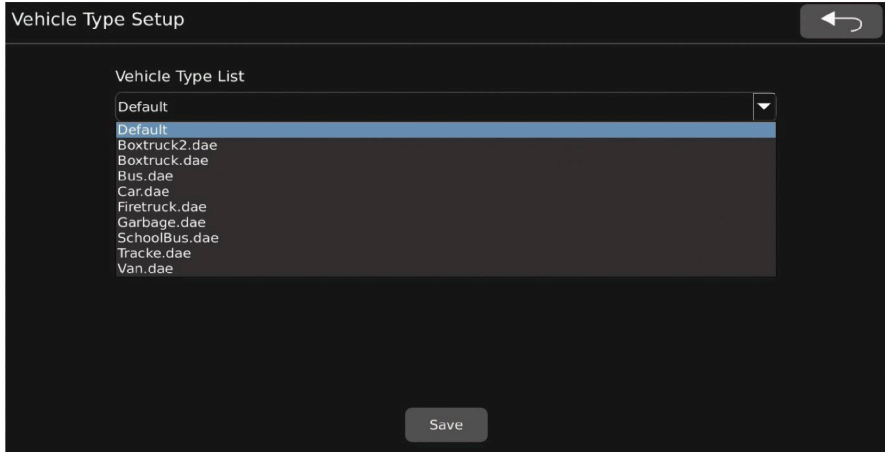 Vehicle Type Setup
Vehicle Type List
Default
Default
Boxtruck2.dae
Boxtruck.dae
Bus.dae
Car.dae
Firetruck.dae
Garbage.dae
SchoolBus.dae
Tracke.dae
Van.dae
Save